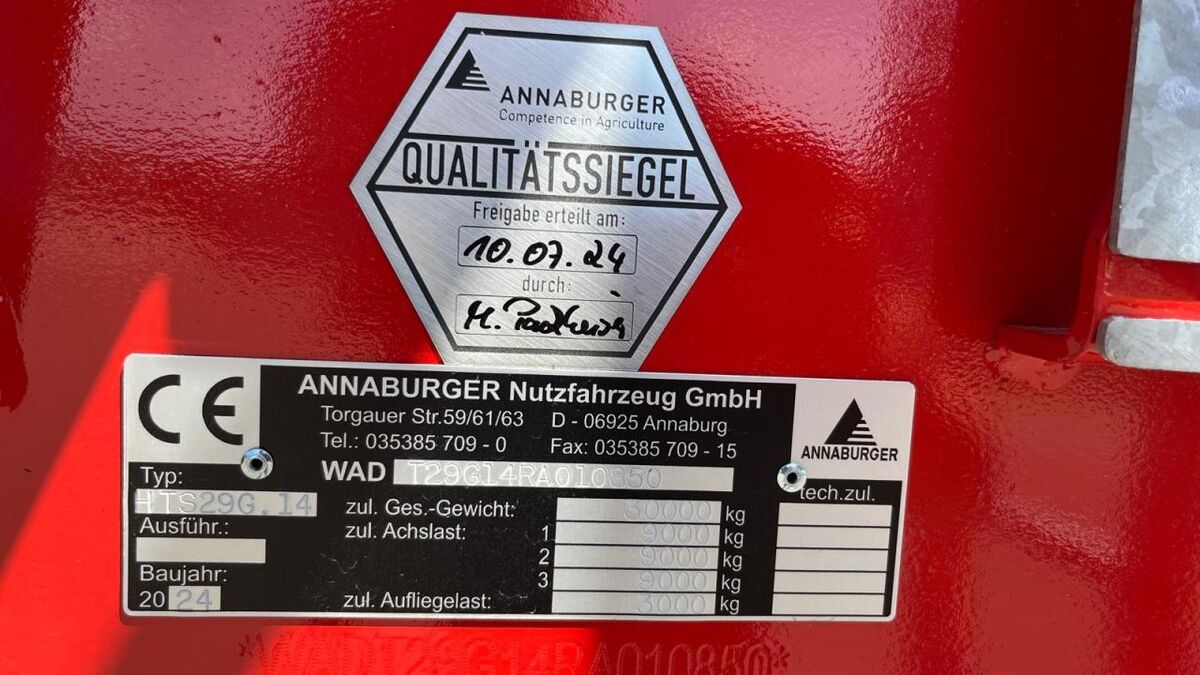 ANNABURGER
Competence in Agriculture
QUALITÄTSSIEGEL
Freigabe erteilt am:
10.07.24
durch:
CE
ANNABURGER Nutzfahrzeug GmbH
Torgauer Str.59/61/63 D - 06925 Annaburg
Tel.: 035385 709 - 0 Fax: 035385 709 - 15
ANNABURGER
WAD T29G14RA010850
Typ:
HTS29G.14
Ausführ.:
Baujahr:
20 24
tech.zul.
zul. Ges.-Gewicht: 30000 kg
zul. Achslast: 1 9000 kg
2 9000 kg
3 9000 kg
zul. Aufliegelast: 3000 kg
*WADT29G14RA010850*